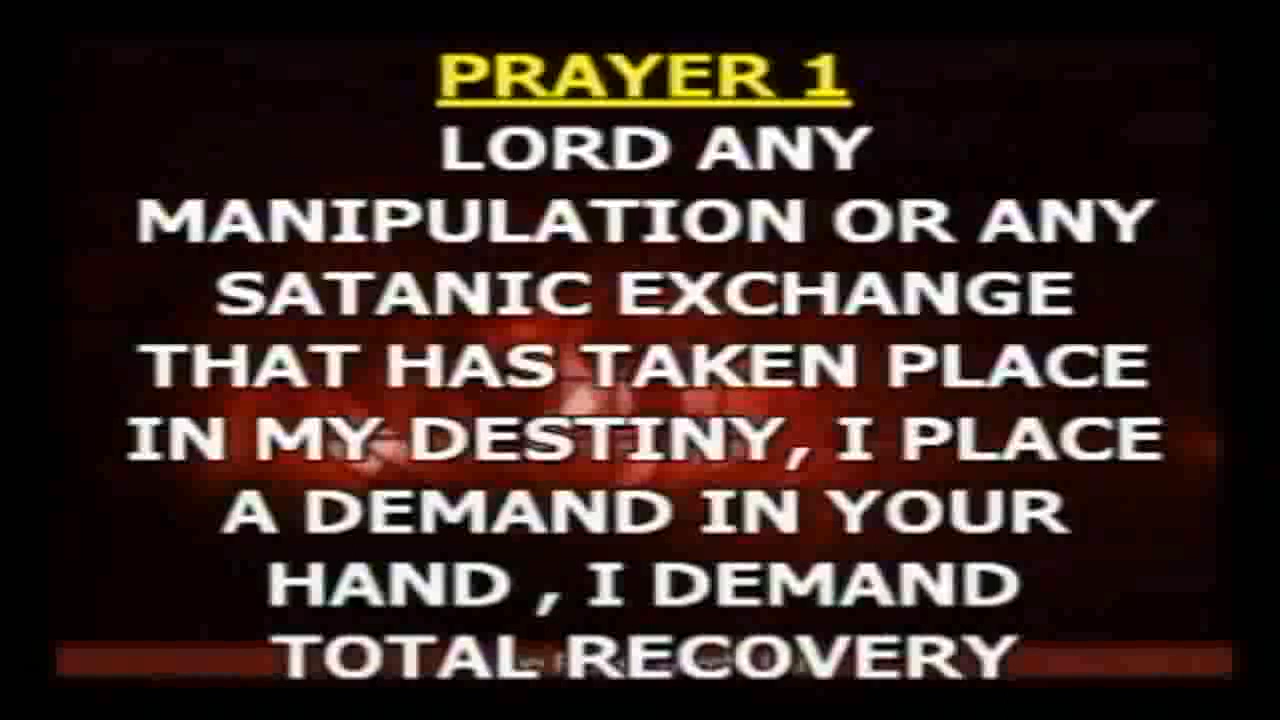 PRAYER 1
LORD ANY
MANIPULATION OR ANY
SATANIC EXCHANGE
THAT HAS TAKEN PLACE
IN MY DESTINY, I PLACE
A DEMAND IN YOUR
HAND , I DEMAND
TOTAL RECOVERY